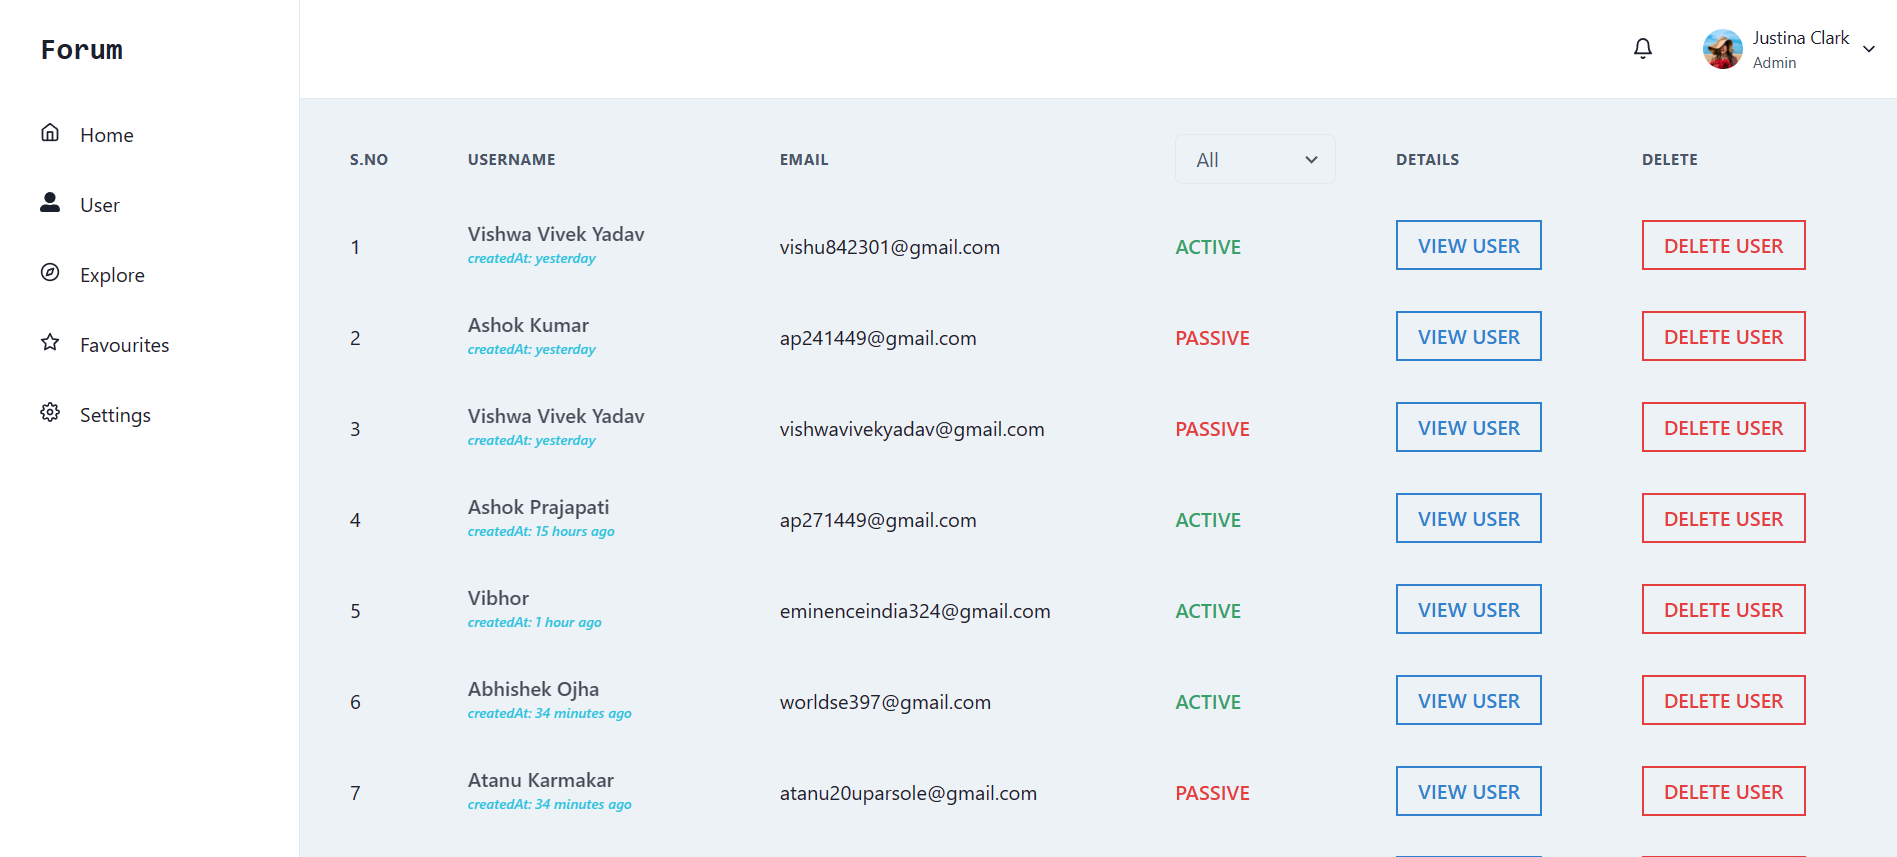 Forum
Justina Clark
Admin
Home
User
Explore
Favourites
Settings
S.NO USERNAME EMAIL All DETAILS DELETE
1 Vishwa Vivek Yadav vishu842301@gmail.com ACTIVE VIEW USER DELETE USER
createdAt: yesterday
2 Ashok Kumar ap241449@gmail.com PASSIVE VIEW USER DELETE USER
createdAt: yesterday
3 Vishwa Vivek Yadav vishwavivekyadav@gmail.com PASSIVE VIEW USER DELETE USER
createdAt: yesterday
4 Ashok Prajapati ap271449@gmail.com ACTIVE VIEW USER DELETE USER
createdAt: 15 hours ago
5 Vibhor eminenceindia324@gmail.com ACTIVE VIEW USER DELETE USER
createdAt: 1 hour ago
6 Abhishek Ojha worldse397@gmail.com ACTIVE VIEW USER DELETE USER
createdAt: 34 minutes ago
7 Atanu Karmakar atanu20uparsole@gmail.com PASSIVE VIEW USER DELETE USER
createdAt: 34 minutes ago